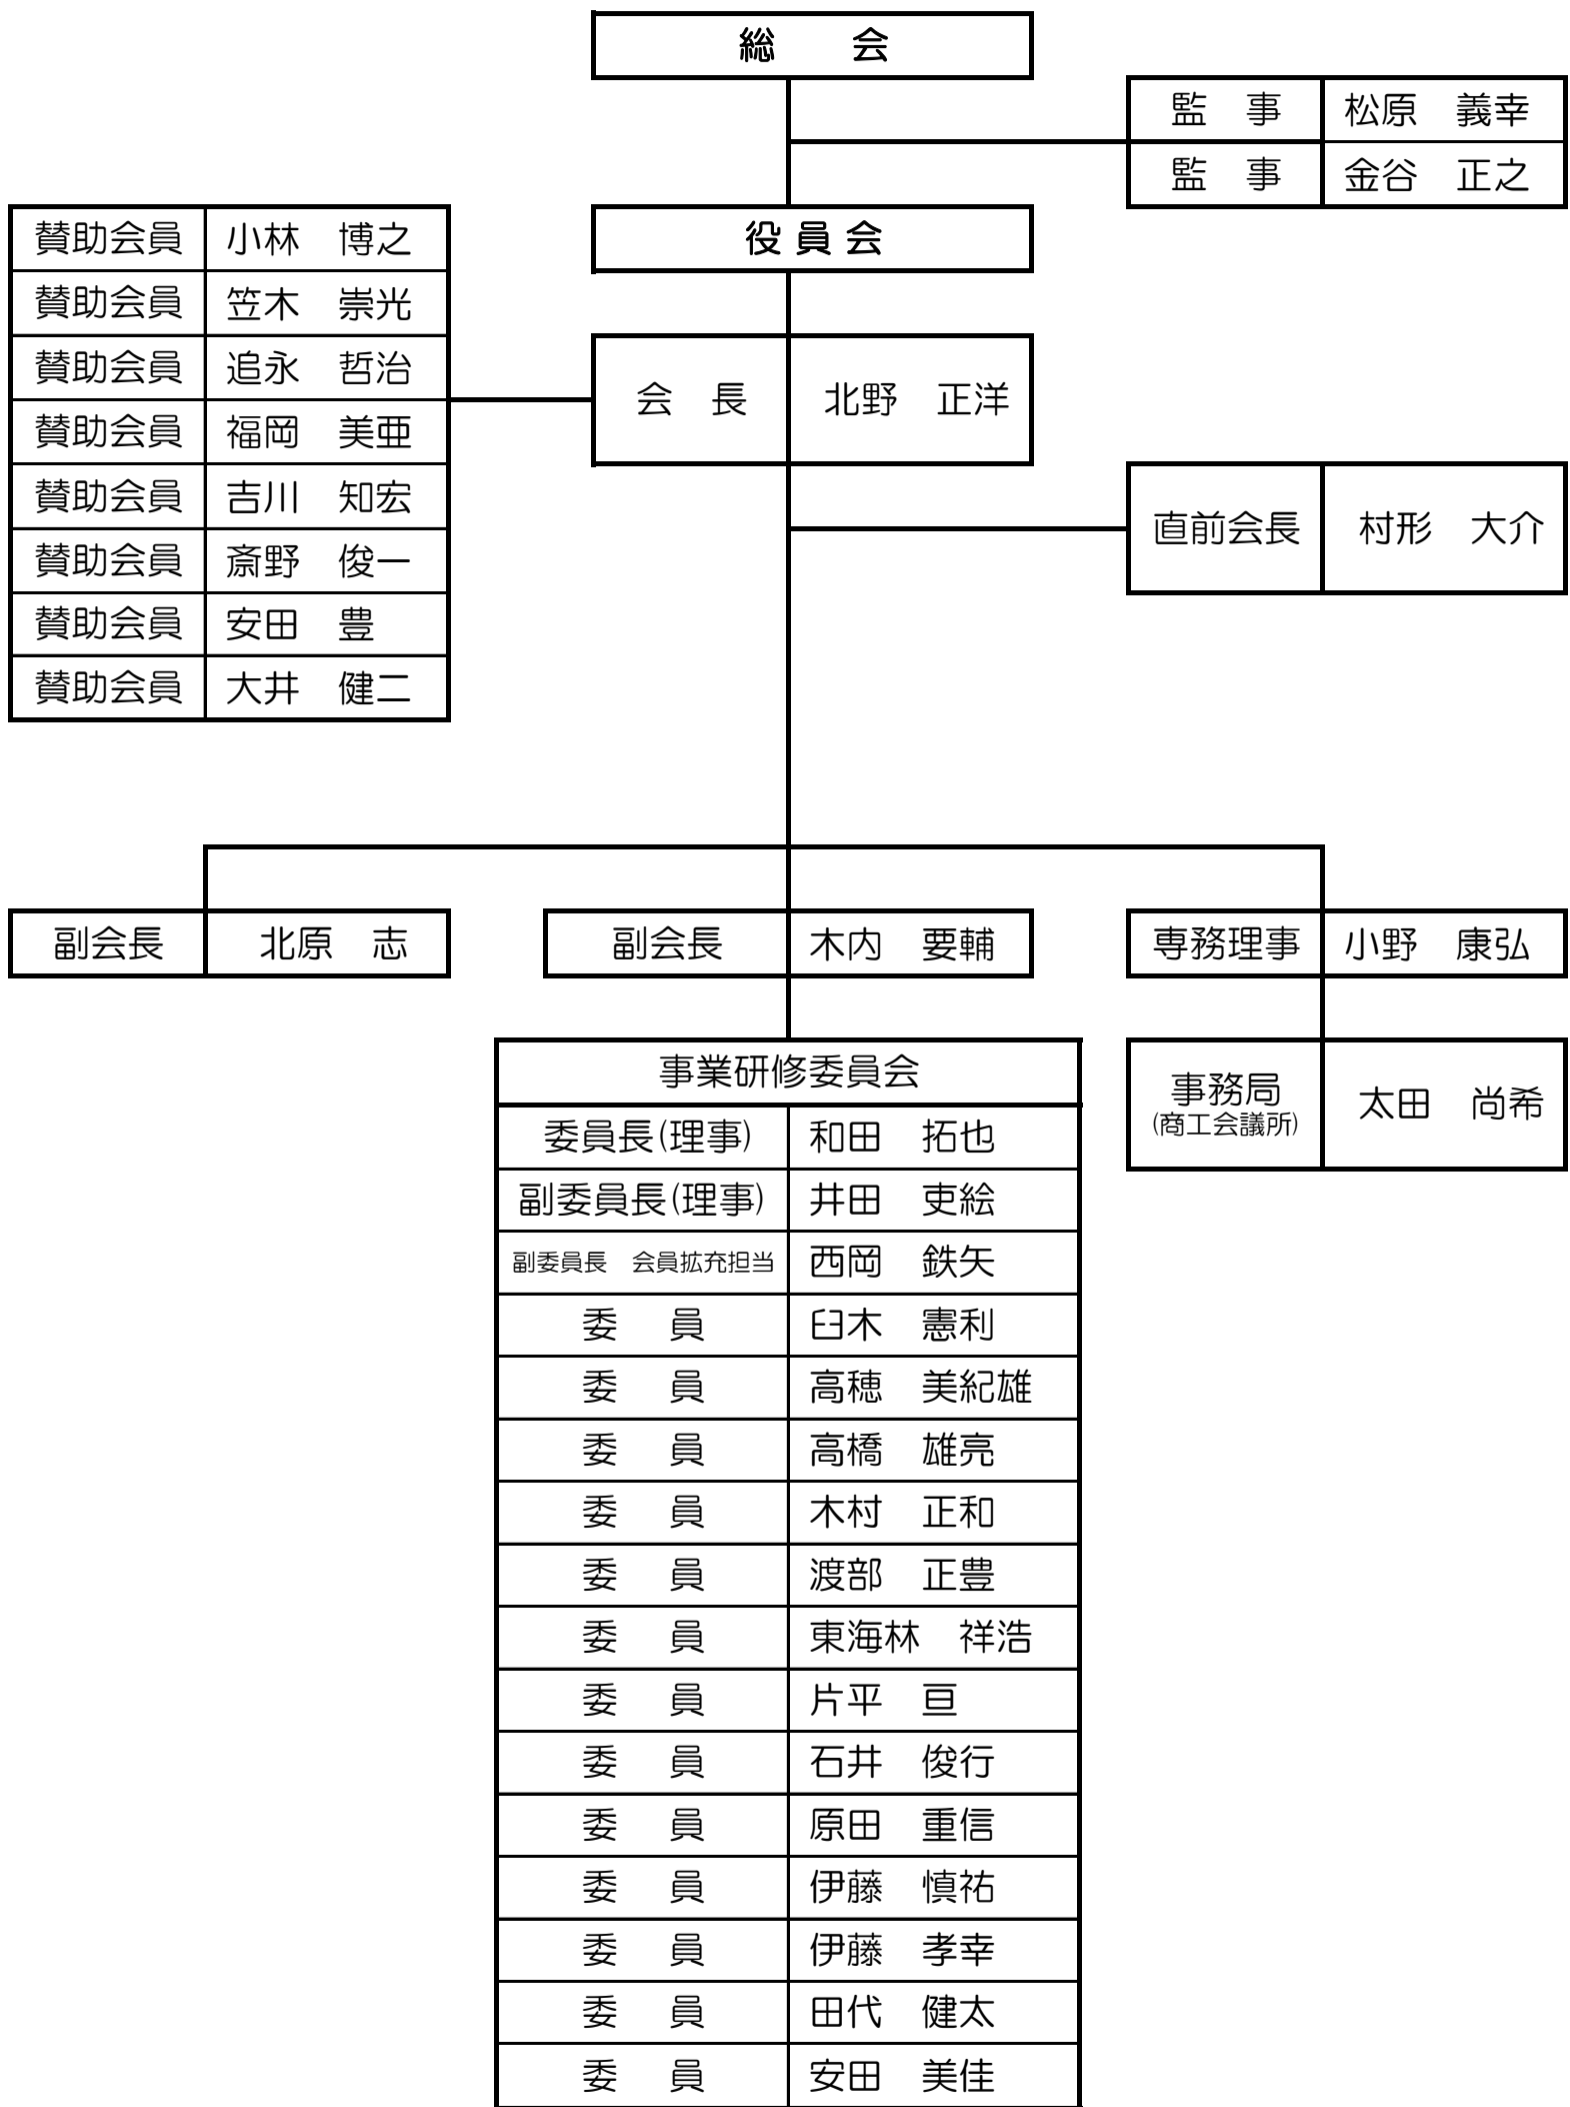 総　会
監　事　松原　義幸
監　事　金谷　正之
役員会
賛助会員　小林　博之
賛助会員　笠木　崇光
賛助会員　追永　哲治
賛助会員　福岡　美亜
賛助会員　吉川　知宏
賛助会員　斎野　俊一
賛助会員　安田　豊
賛助会員　大井　健二
会　長　北野　正洋
直前会長　村形　大介
副会長　北原　志
副会長　木内　要輔
専務理事　小野　康弘
事業研修委員会
委員長(理事)　和田　拓也
副委員長(理事)　井田　吏絵
副委員長　会員拡充担当　西岡　鉄矢
委　員　臼木　憲利
委　員　高穂　美紀雄
委　員　高橋　雄亮
委　員　木村　正和
委　員　渡部　正豊
委　員　東海林　祥浩
委　員　片平　亘
委　員　石井　俊行
委　員　原田　重信
委　員　伊藤　慎祐
委　員　伊藤　孝幸
委　員　田代　健太
委　員　安田　美佳
事務局
(商工会議所)
太田　尚希